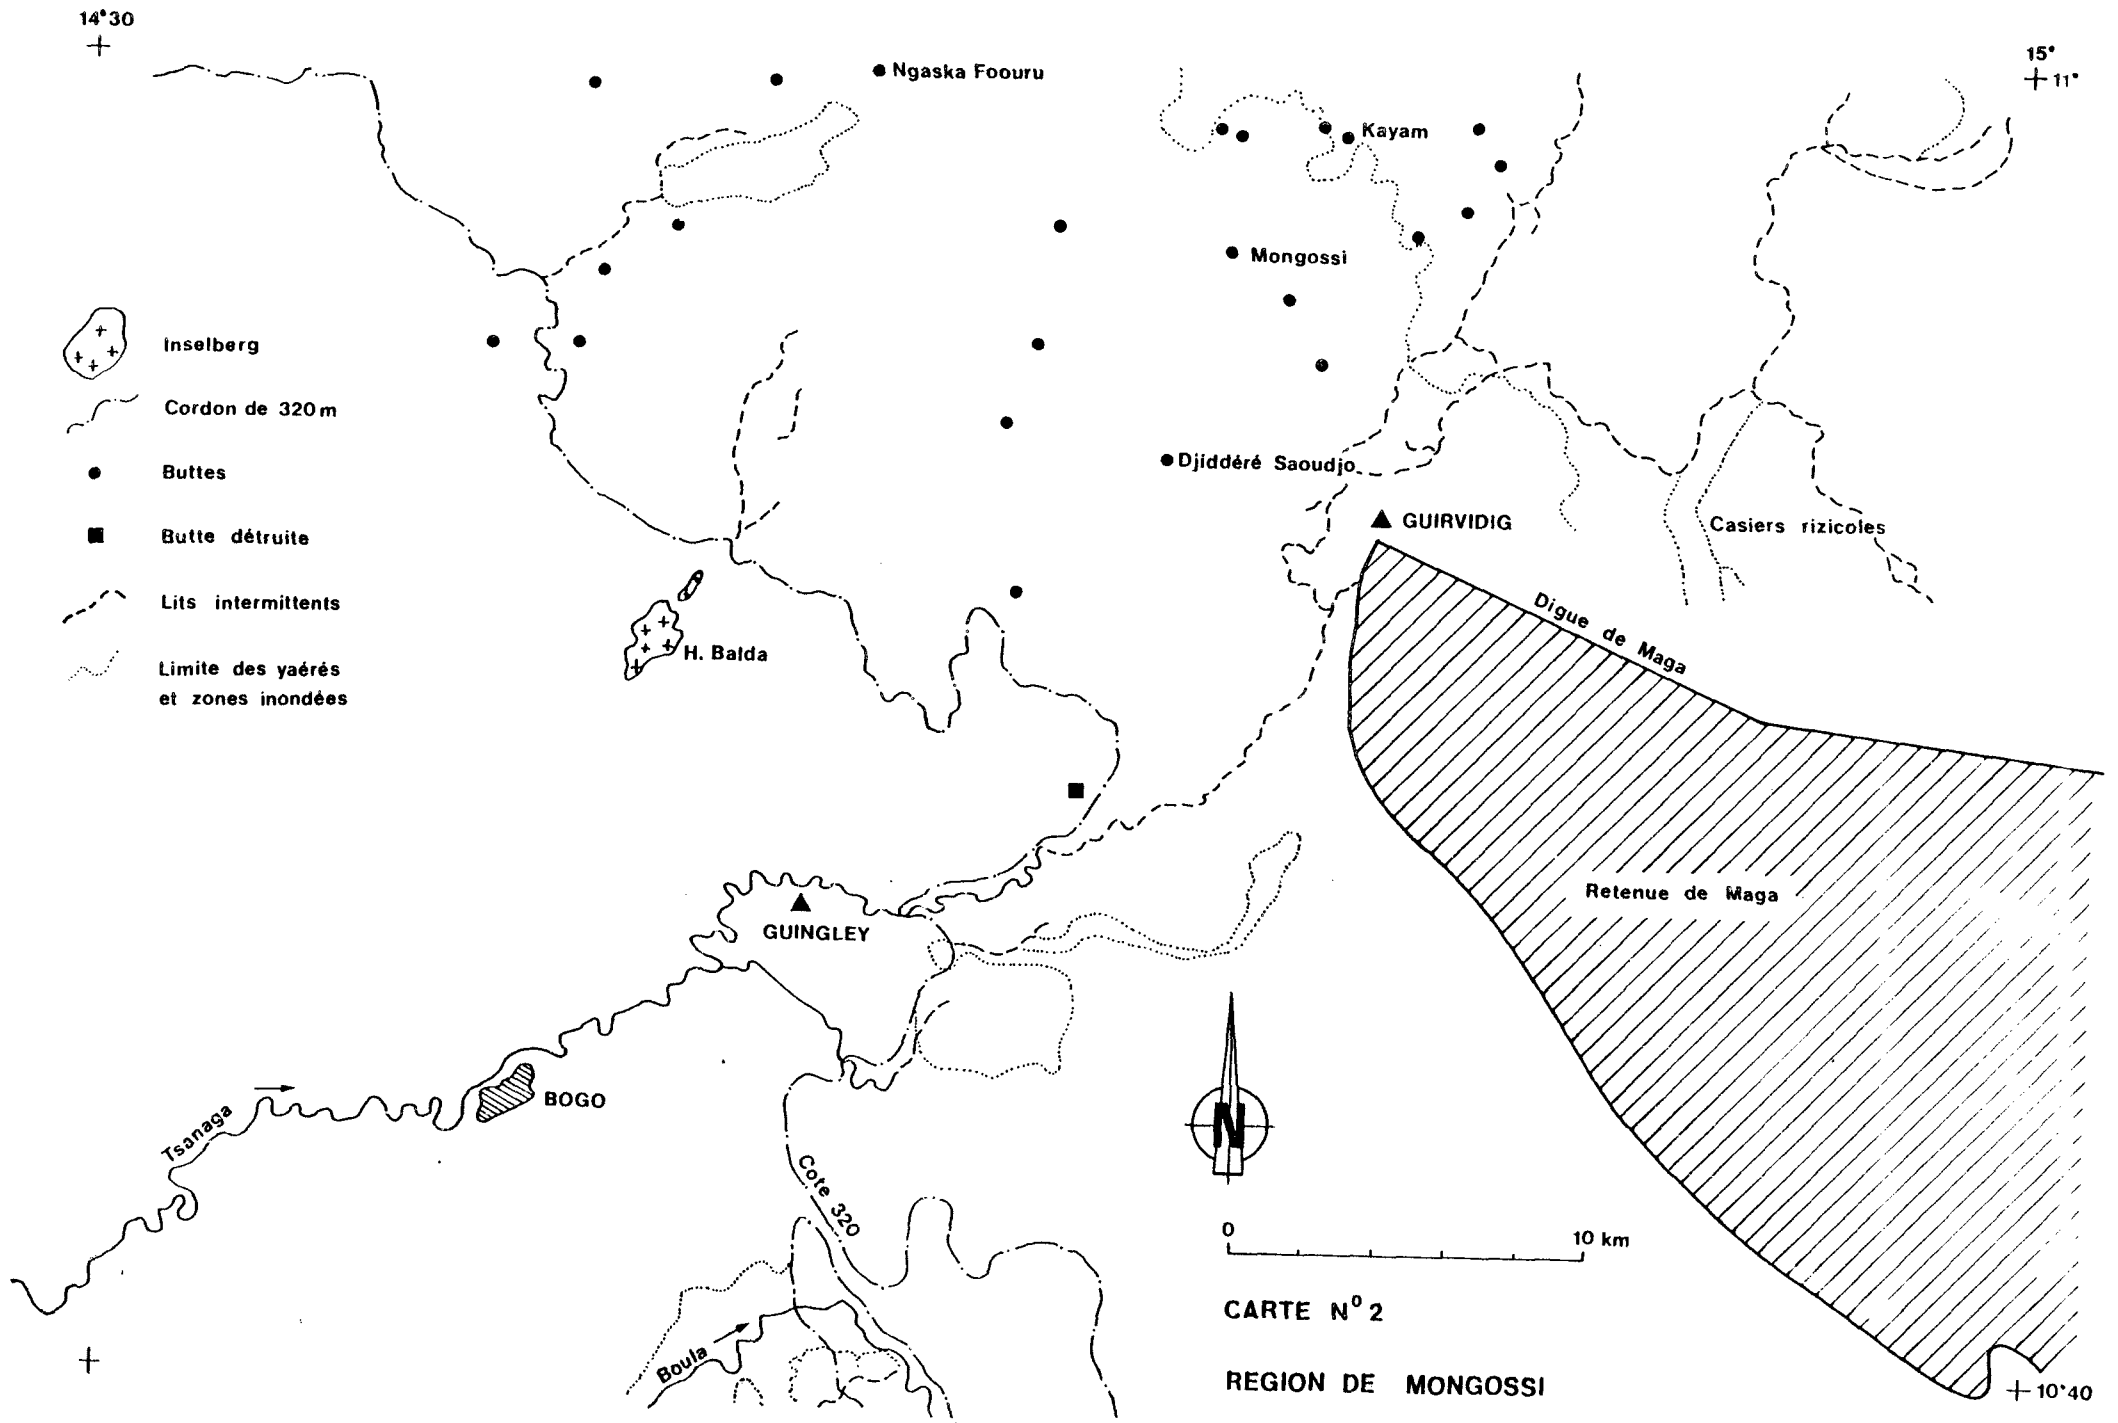 14°30
15°
11°
Ngaska Foouru
Kayam
Mongossi
Inselberg
Cordon de 320m
Buttes
Djiddéré Saoudjo
GUIRVIDIG
Casiers rizicoles
Butte détruite
Lits intermittents
Digue de Maga
H. Balda
Limite des yaérés
et zones inondées
Retenue de Maga
GUINGLEY
BOGO
Tsanaga
N
Cote 320
0
10 km
CARTE N° 2
Boula
REGION DE MONGOSSI
10°40